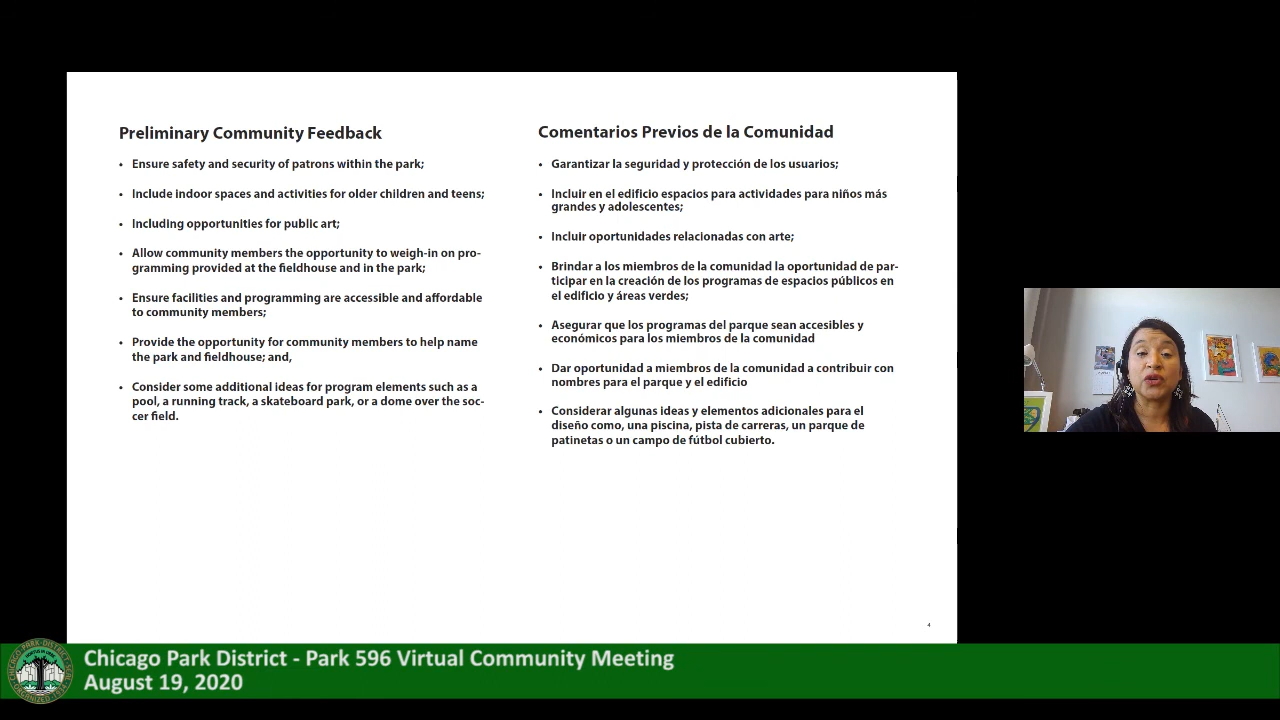 Preliminary Community Feedback
• Ensure safety and security of patrons within the park;
• Include indoor spaces and activities for older children and teens;
• Including opportunities for public art;
• Allow community members the opportunity to weigh-in on pro-
gramming provided at the fieldhouse and in the park;
• Ensure facilities and programming are accessible and affordable
to community members;
• Provide the opportunity for community members to help name
the park and fieldhouse; and,
• Consider some additional ideas for program elements such as a
pool, a running track, a skateboard park, or a dome over the soc-
cer field.
Comentarios Previos de la Comunidad
• Garantizar la seguridad y protección de los usuarios;
• Incluir en el edificio espacios para actividades para niños más
grandes y adolescentes;
• Incluir oportunidades relacionadas con arte;
• Brindar a los miembros de la comunidad la oportunidad de par-
ticipar en la creación de los programas de espacios públicos en
el edificio y áreas verdes;
• Asegurar que los programas del parque sean accesibles y
económicos para los miembros de la comunidad
• Dar oportunidad a miembros de la comunidad a contribuir con
nombres para el parque y el edificio
• Considerar algunas ideas y elementos adicionales para el
diseño como, una piscina, pista de carreras, un parque de
patinetas o un campo de fútbol cubierto.
4
Chicago Park District - Park 596 Virtual Community Meeting
August 19, 2020